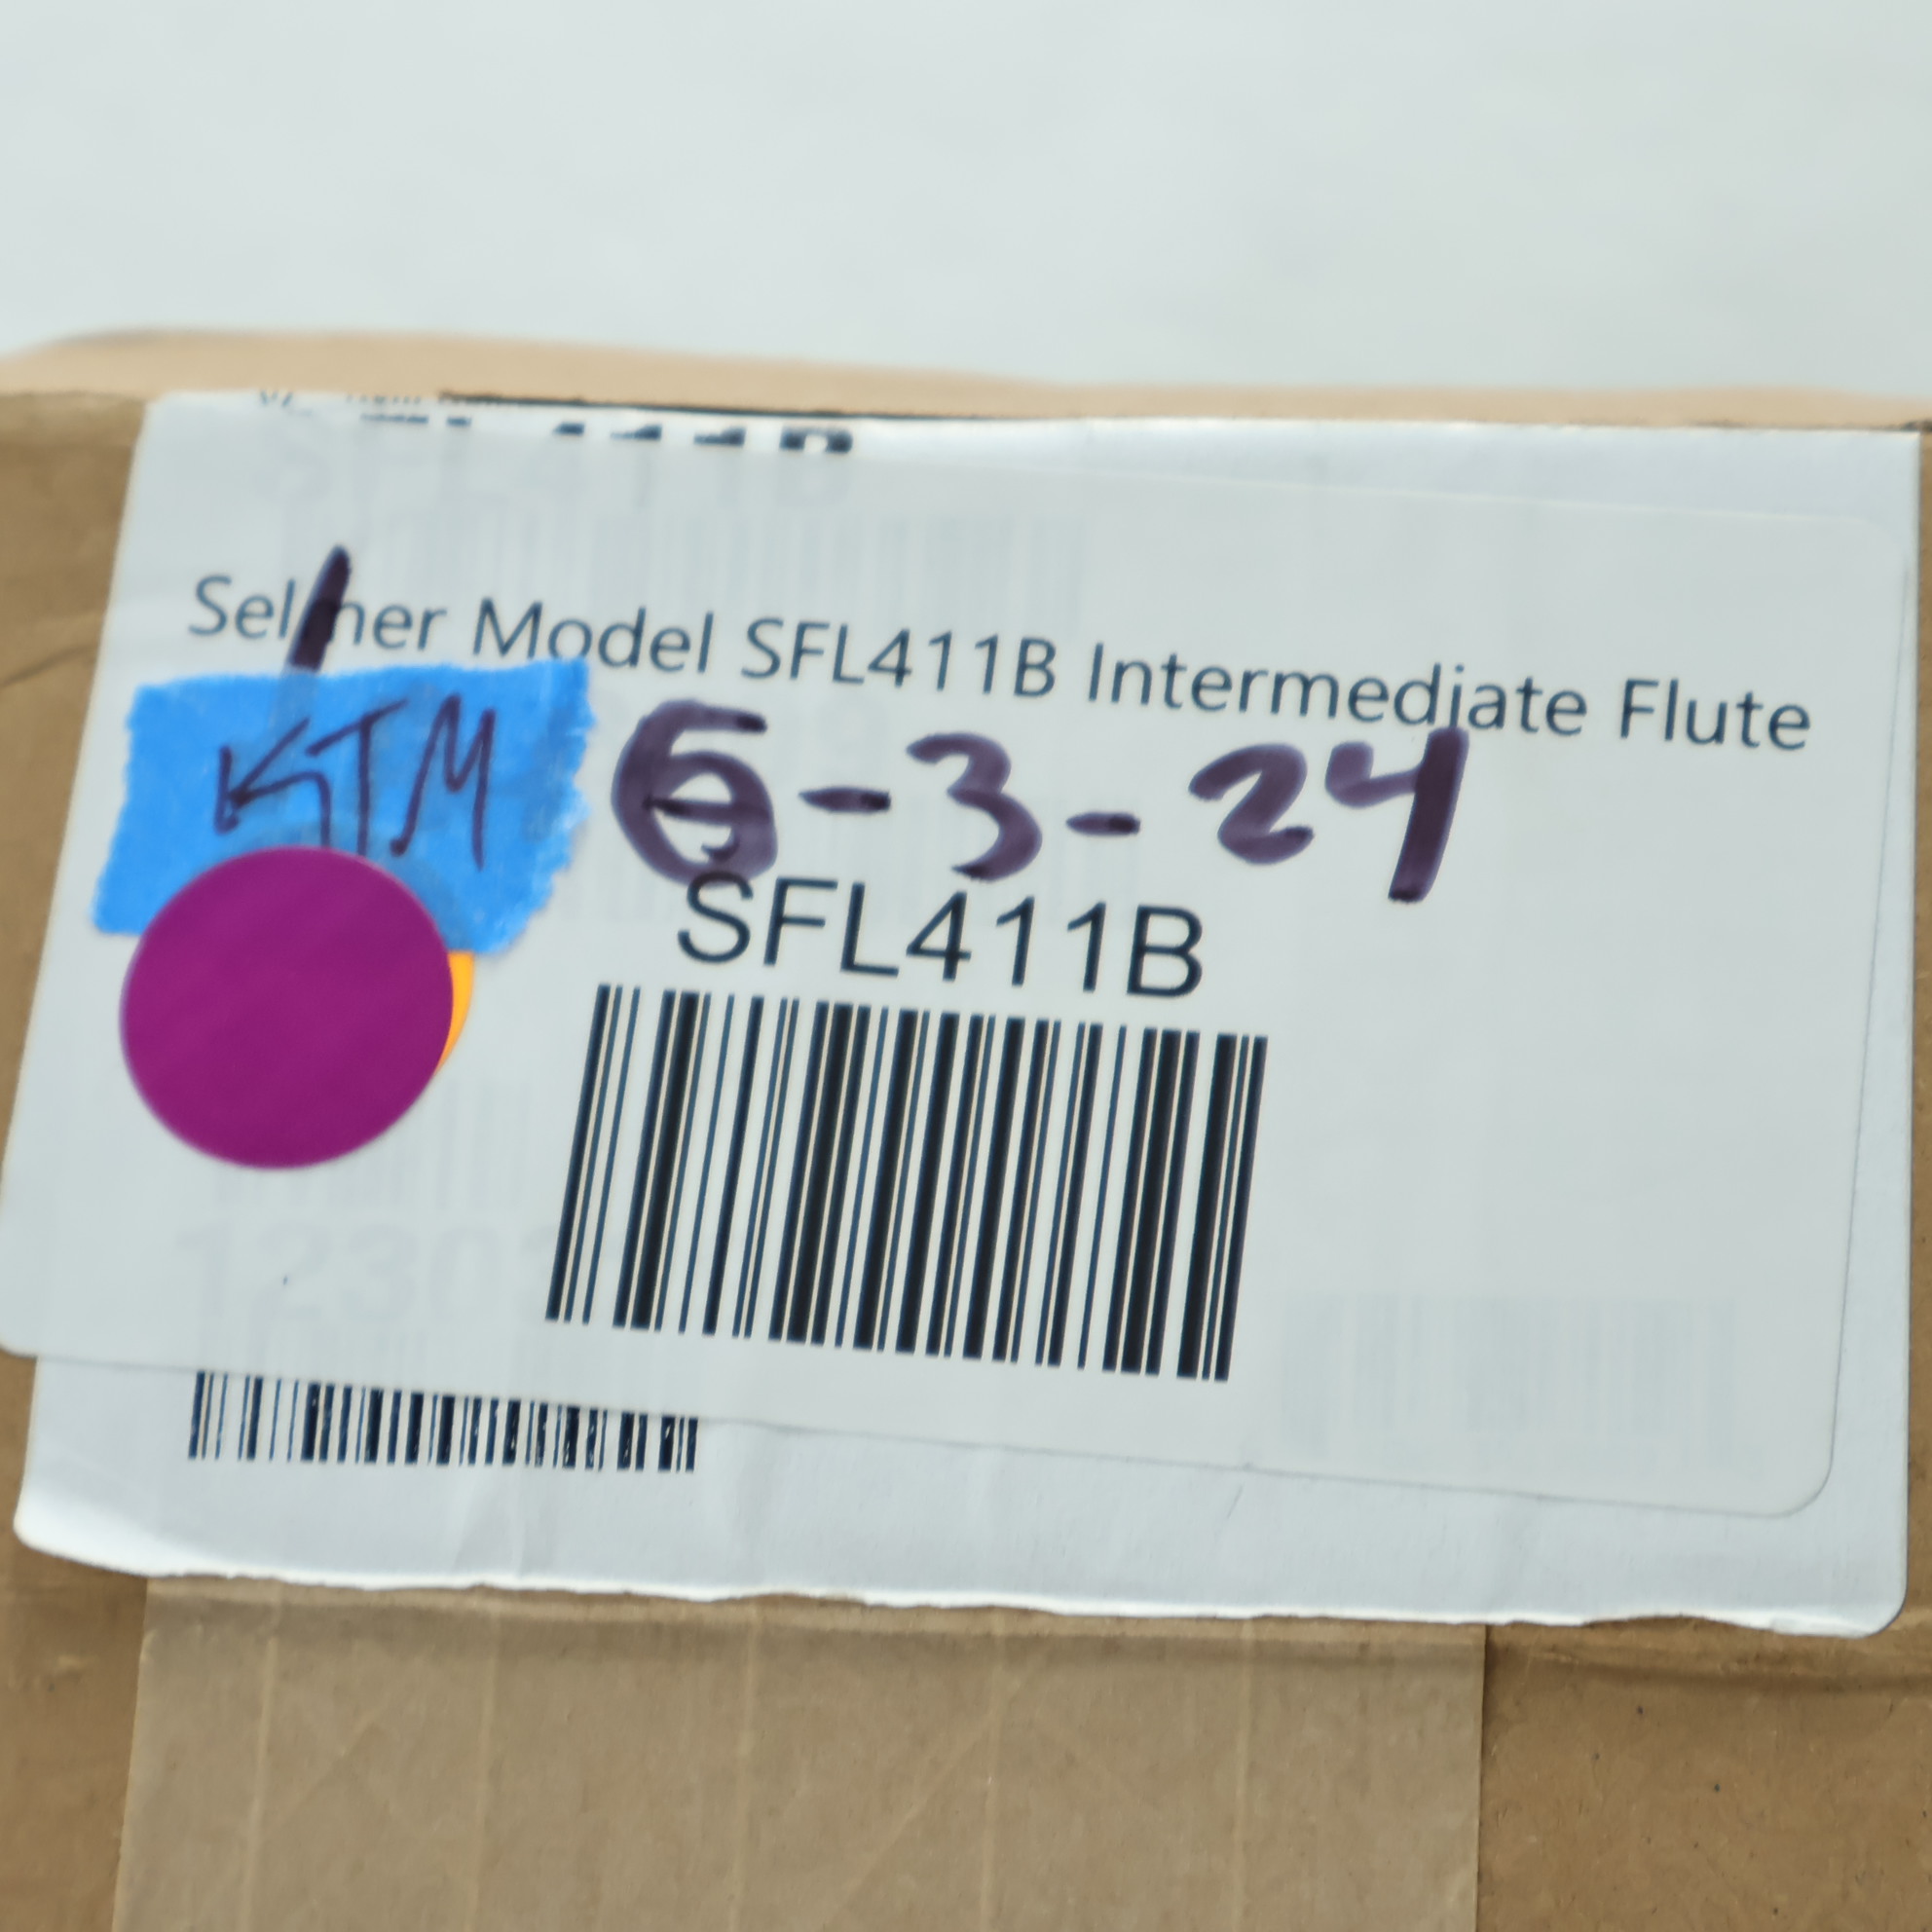 Selmer Model SFL411B Intermediate Flute
KTM
6-3-24
SFL411B